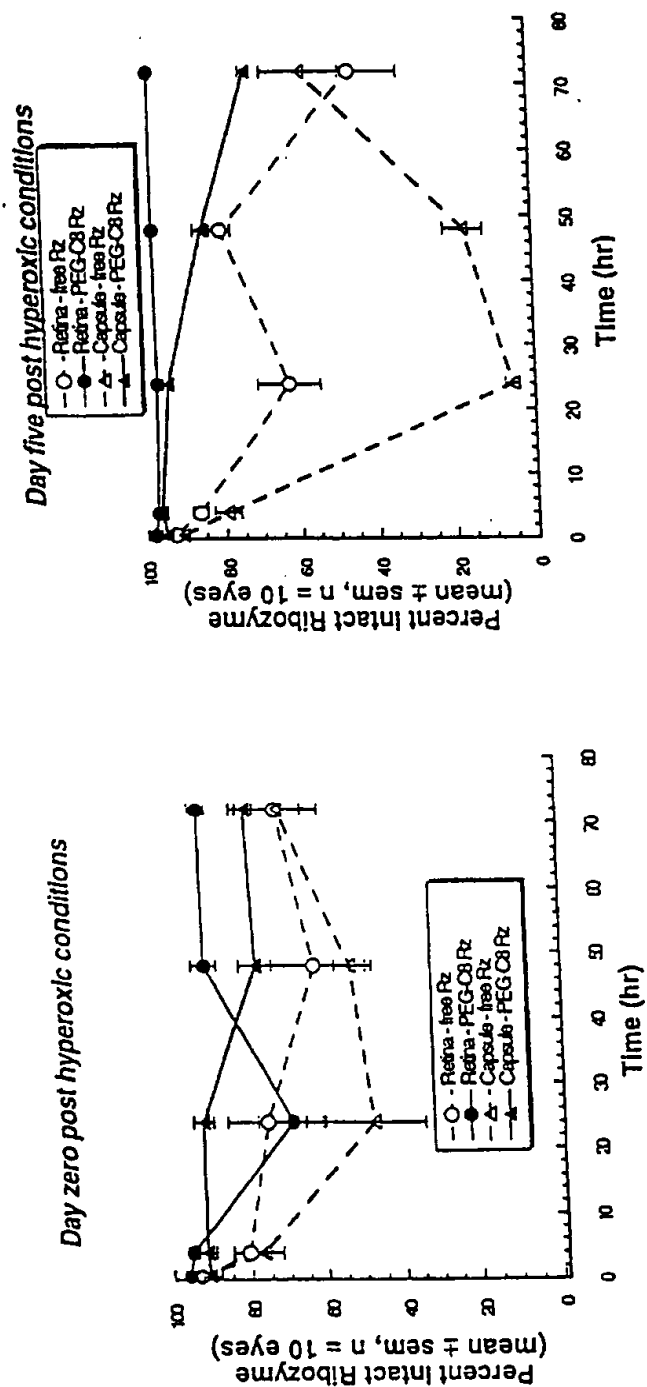 Day zero post hyperoxic conditions
Percent Intact Ribozyme
(mean ± sem, n = 10 eyes)
100
80
60
40
20
0
- Retina - free Rz
- Retina - PEG-C8 Rz
- Capsule - free Rz
- Capsule - PEG-C8 Rz
0
10
20
30
40
50
60
70
80
Time (hr)
Day five post hyperoxic conditions
- Retina - free Rz
- Retina - PEG-C8 Rz
- Capsule - free Rz
- Capsule - PEG-C8 Rz
Percent Intact Ribozyme
(mean ± sem, n = 10 eyes)
100
80
60
40
20
0
0
10
20
30
40
50
60
70
80
Time (hr)